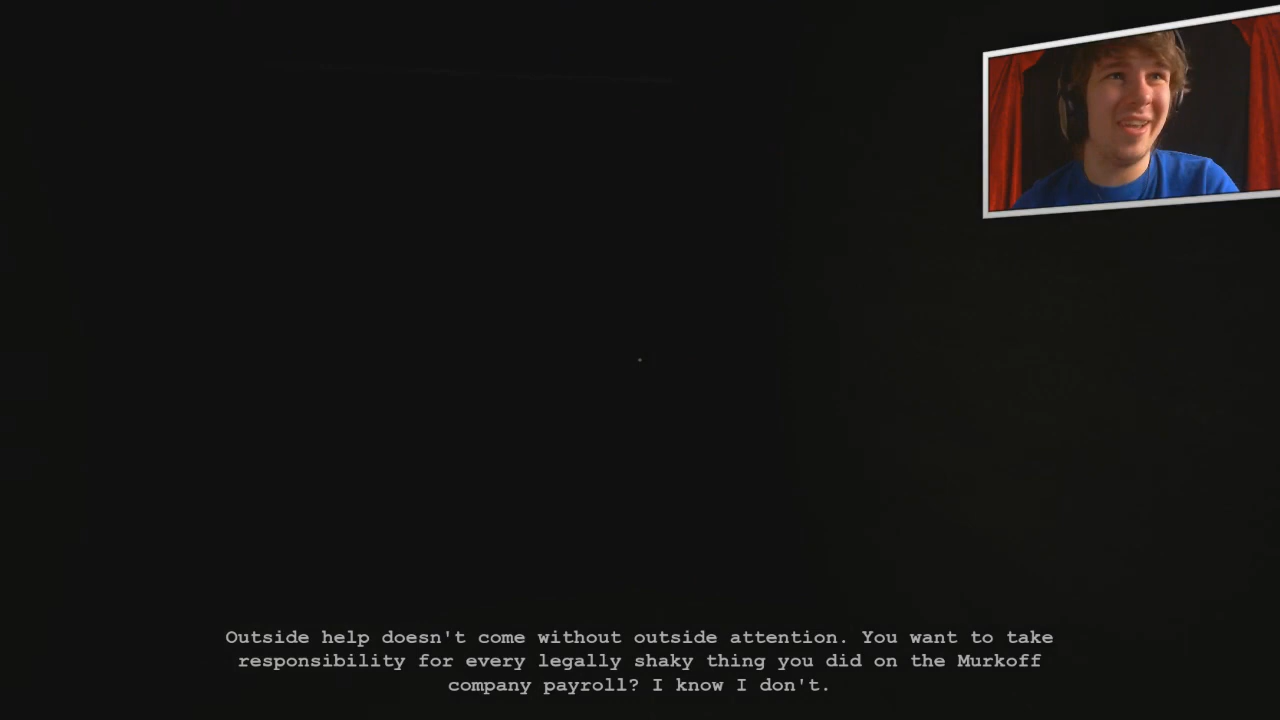 Outside help doesn't come without outside attention. You want to take
responsibility for every legally shaky thing you did on the Murkoff
company payroll? I know I don't.